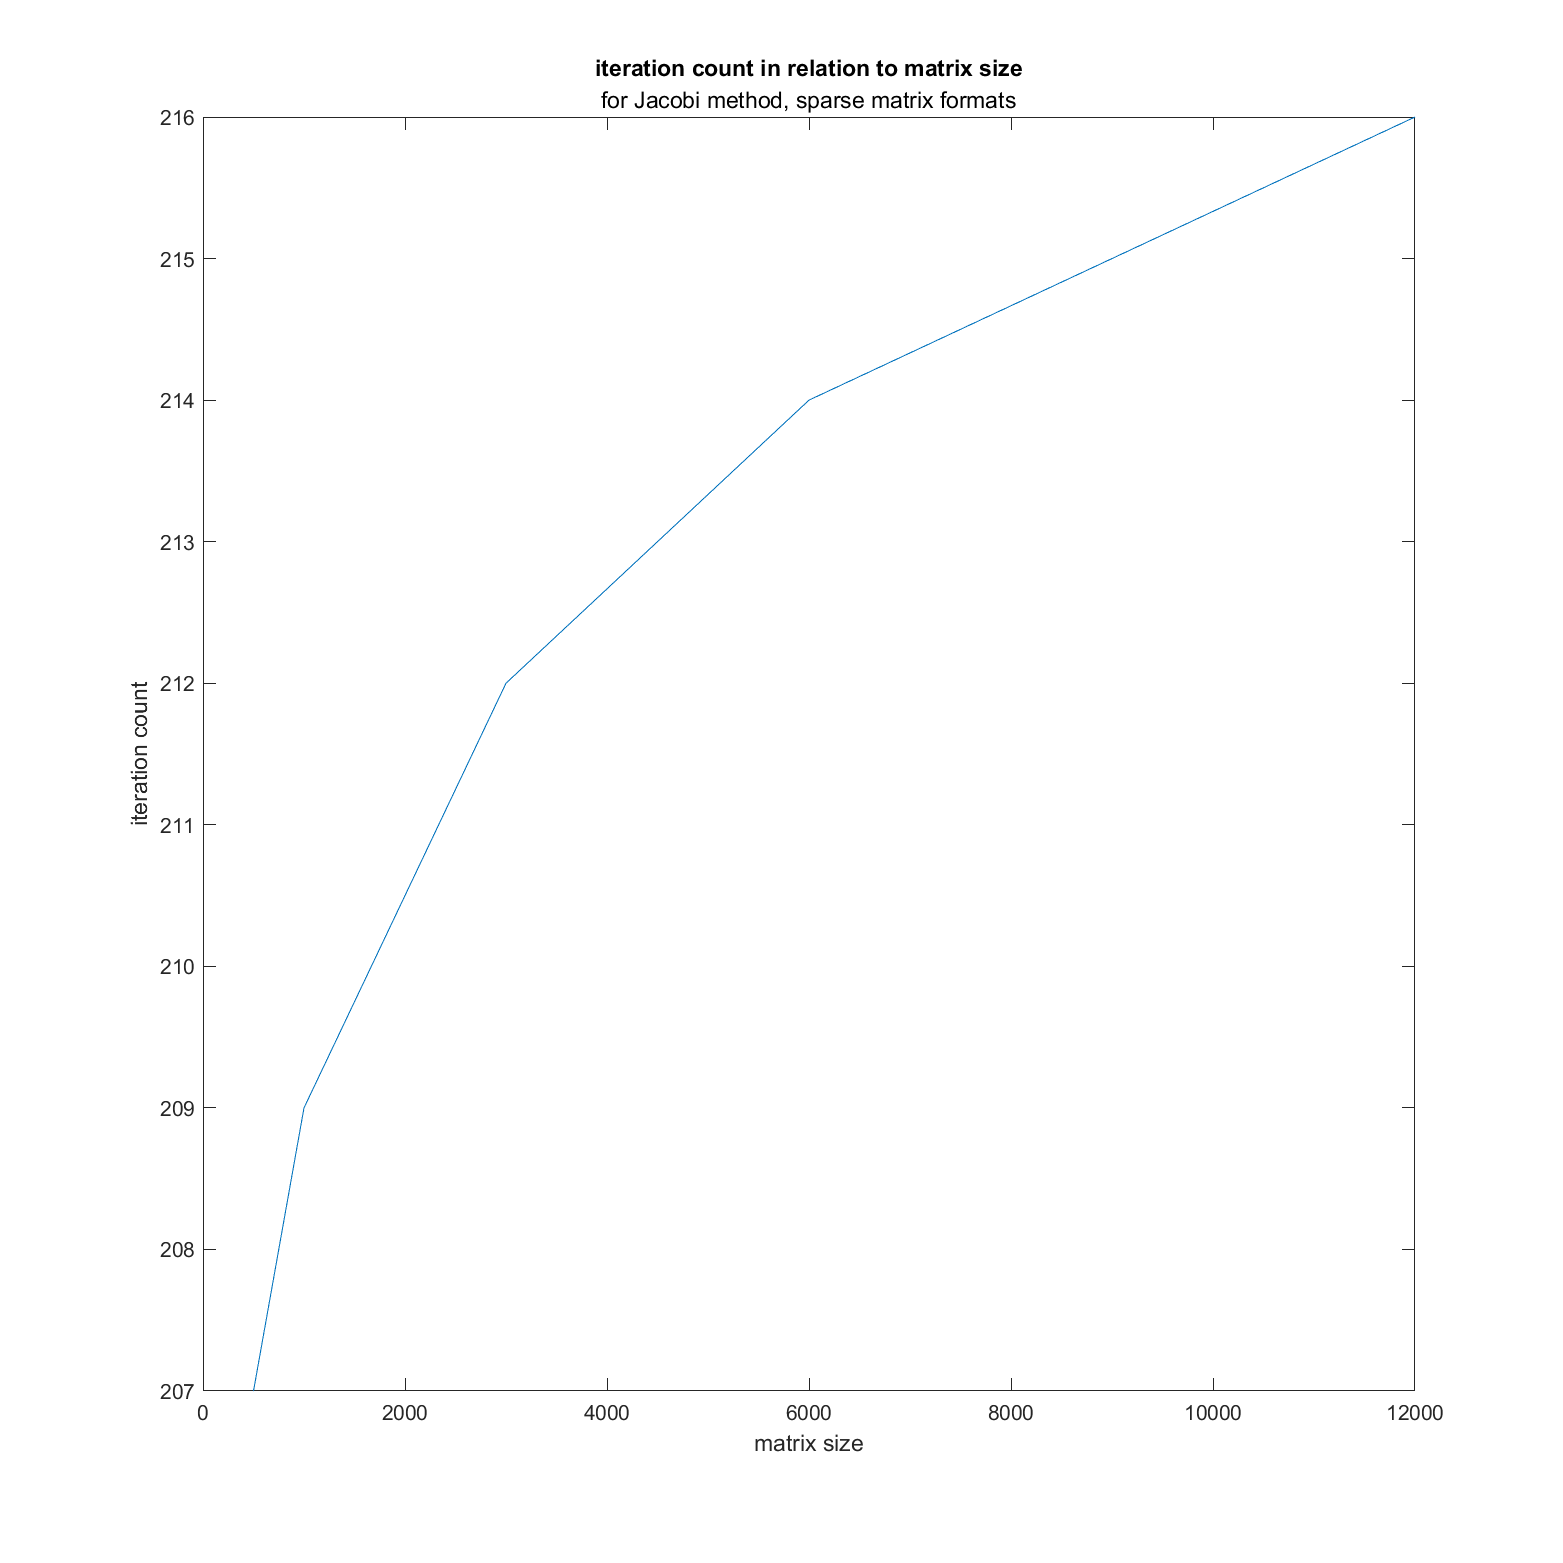 iteration count in relation to matrix size
for Jacobi method, sparse matrix formats
216
215
214
213
212
211
210
209
208
207
iteration count
0 2000 4000 6000 8000 10000 12000
matrix size